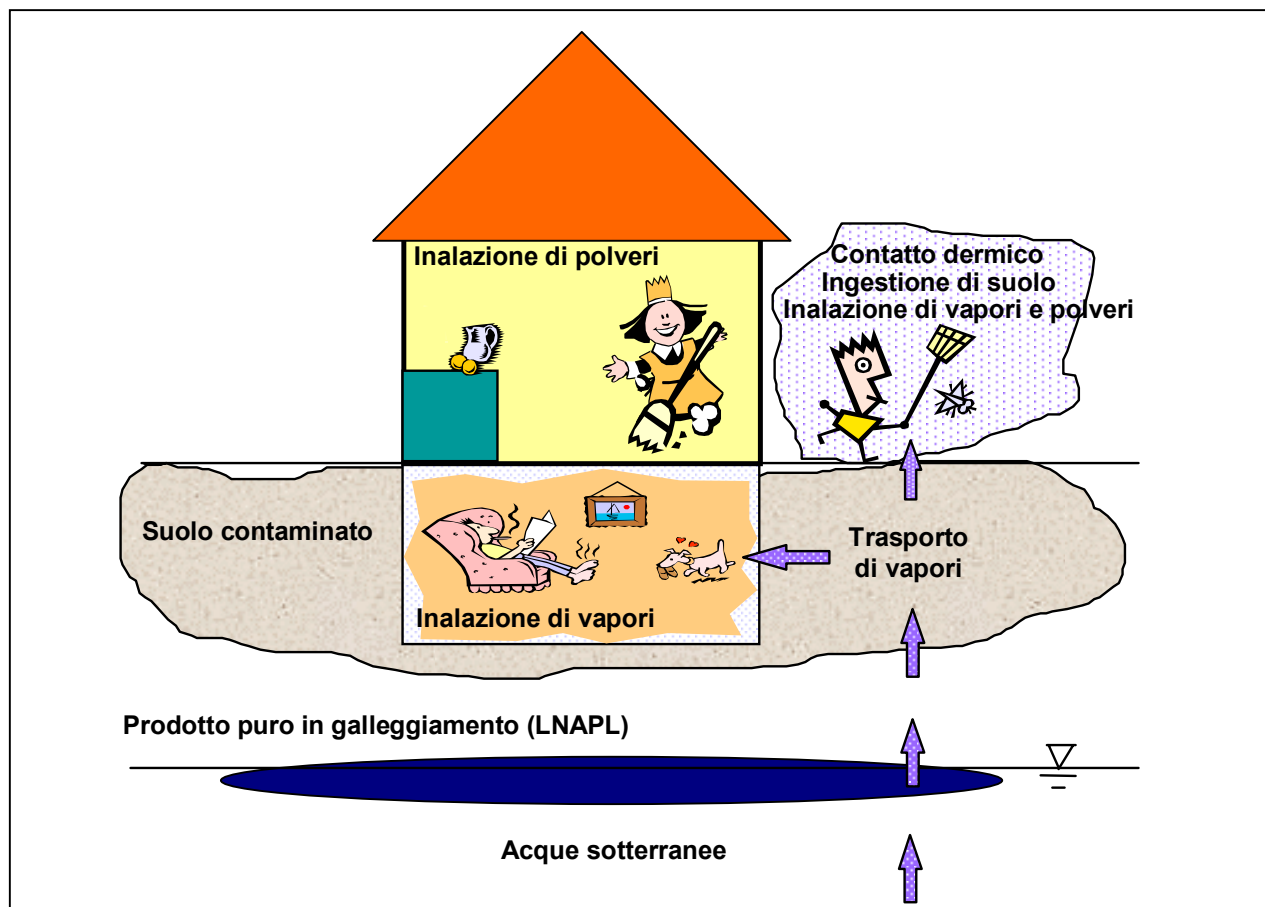 Inalazione di polveri
Contatto dermico
Ingestione di suolo
Inalazione di vapori e polveri
Suolo contaminato
Trasporto
di vapori
Inalazione di vapori
Prodotto puro in galleggiamento (LNAPL)
Acque sotterranee